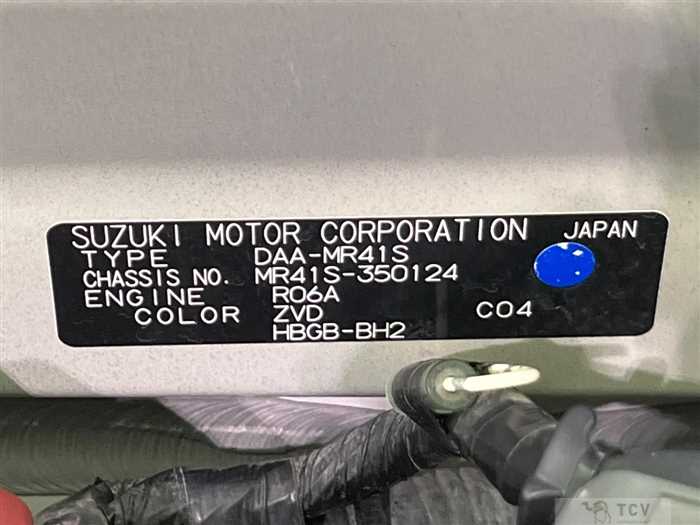 SUZUKI MOTOR CORPORATION JAPAN
TYPE DAA-MR41S
CHASSIS NO. MR41S-350124
ENGINE R06A
COLOR ZVD C04
HBGB-BH2
TCV